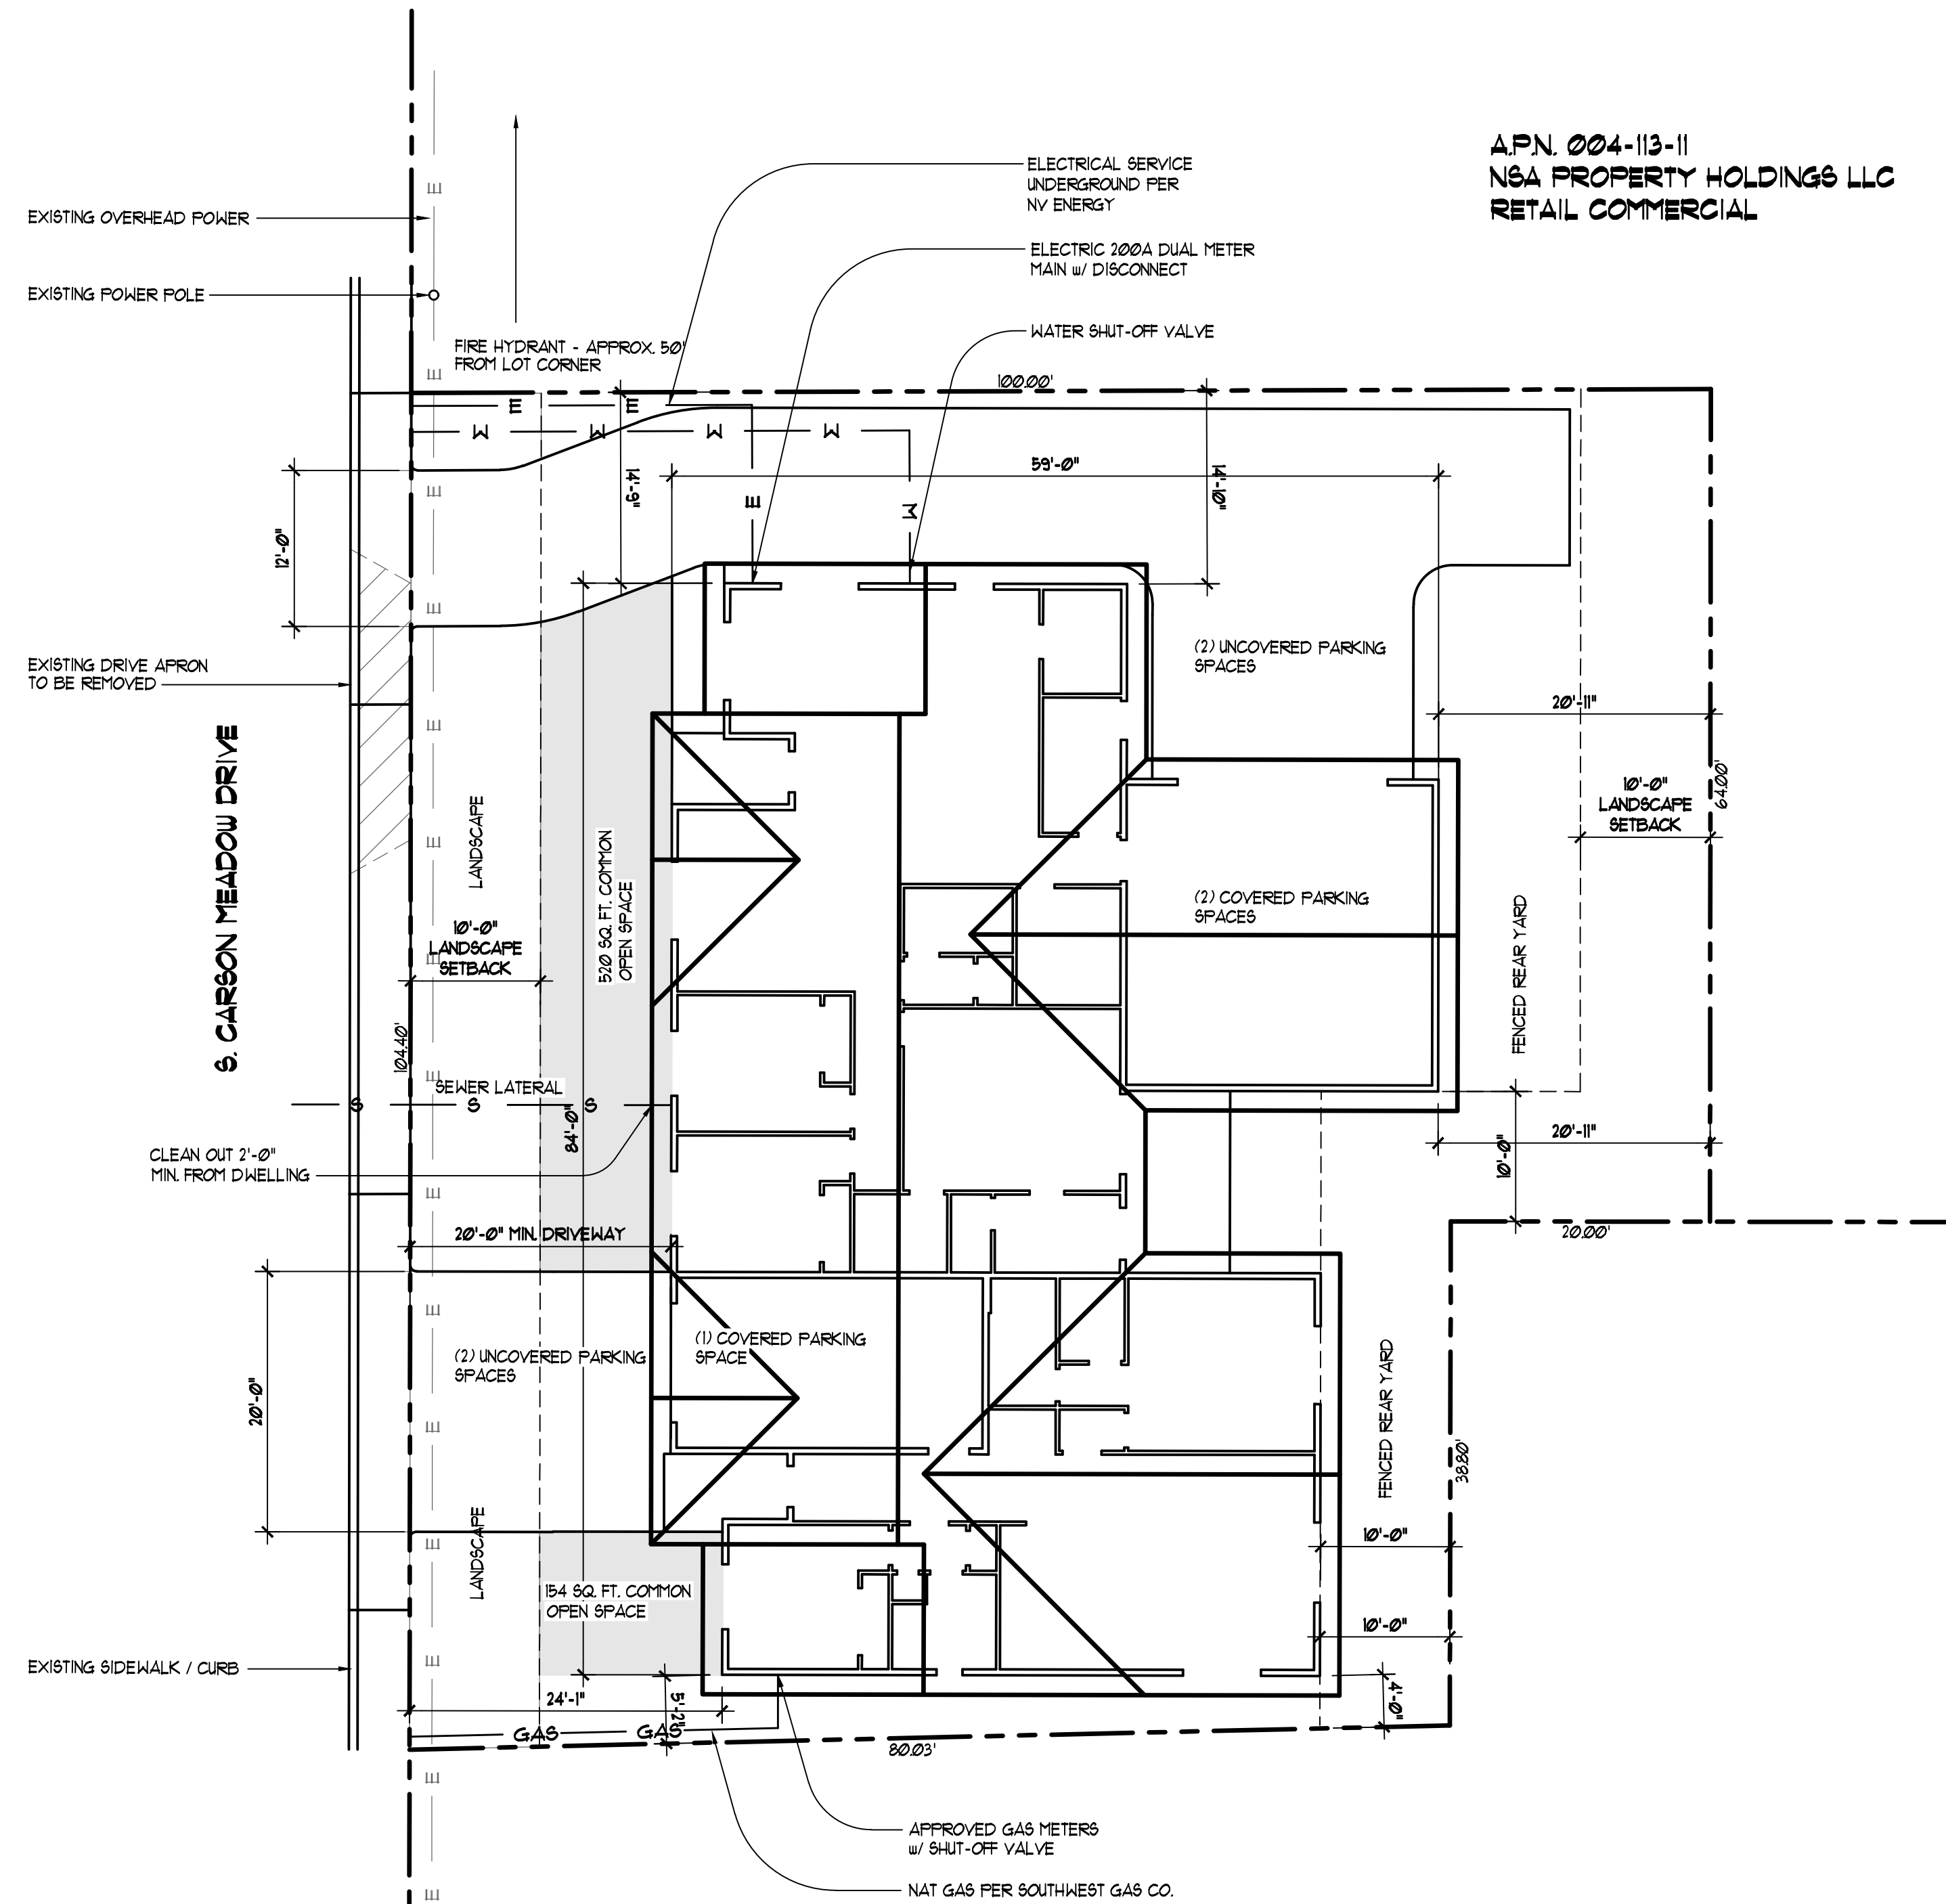 A.P.N. 004-113-11
NSA PROPERTY HOLDINGS LLC
RETAIL COMMERCIAL
ELECTRICAL SERVICE
UNDERGROUND PER
NV ENERGY
EXISTING OVERHEAD POWER
E
ELECTRIC 200A DUAL METER
MAIN w/ DISCONNECT
EXISTING POWER POLE
WATER SHUT-OFF VALVE
FIRE HYDRANT - APPROX. 50'
FROM LOT CORNER
E
100.00'
E E
W W W W
59'-0"
14'-9"
14'-10"
E
E
W
12'-0"
E
(2) UNCOVERED PARKING
SPACES
EXISTING DRIVE APRON
TO BE REMOVED
20'-11"
E
S. CARSON MEADOW DRIVE
10'-0"
LANDSCAPE
SETBACK
64.00'
LANDSCAPE
E
520 SQ. FT. COMMON
OPEN SPACE
(2) COVERED PARKING
SPACES
FENCED REAR YARD
10'-0"
LANDSCAPE
SETBACK
E
104.40'
E
SEWER LATERAL
S S S
84'-0"
20'-11"
10'-0"
CLEAN OUT 2'-0"
MIN. FROM DWELLING
E
20'-0" MIN. DRIVEWAY
20.00'
E
(1) COVERED PARKING
SPACE
(2) UNCOVERED PARKING
SPACES
20'-0"
FENCED REAR YARD
E
38.80'
LANDSCAPE
E
10'-0"
154 SQ. FT. COMMON
OPEN SPACE
10'-0"
EXISTING SIDEWALK / CURB
E
24'-1"
5'-2"
4'-0"
GAS GAS
80.03'
E
APPROVED GAS METERS
w/ SHUT-OFF VALVE
NAT GAS PER SOUTHWEST GAS CO.
E